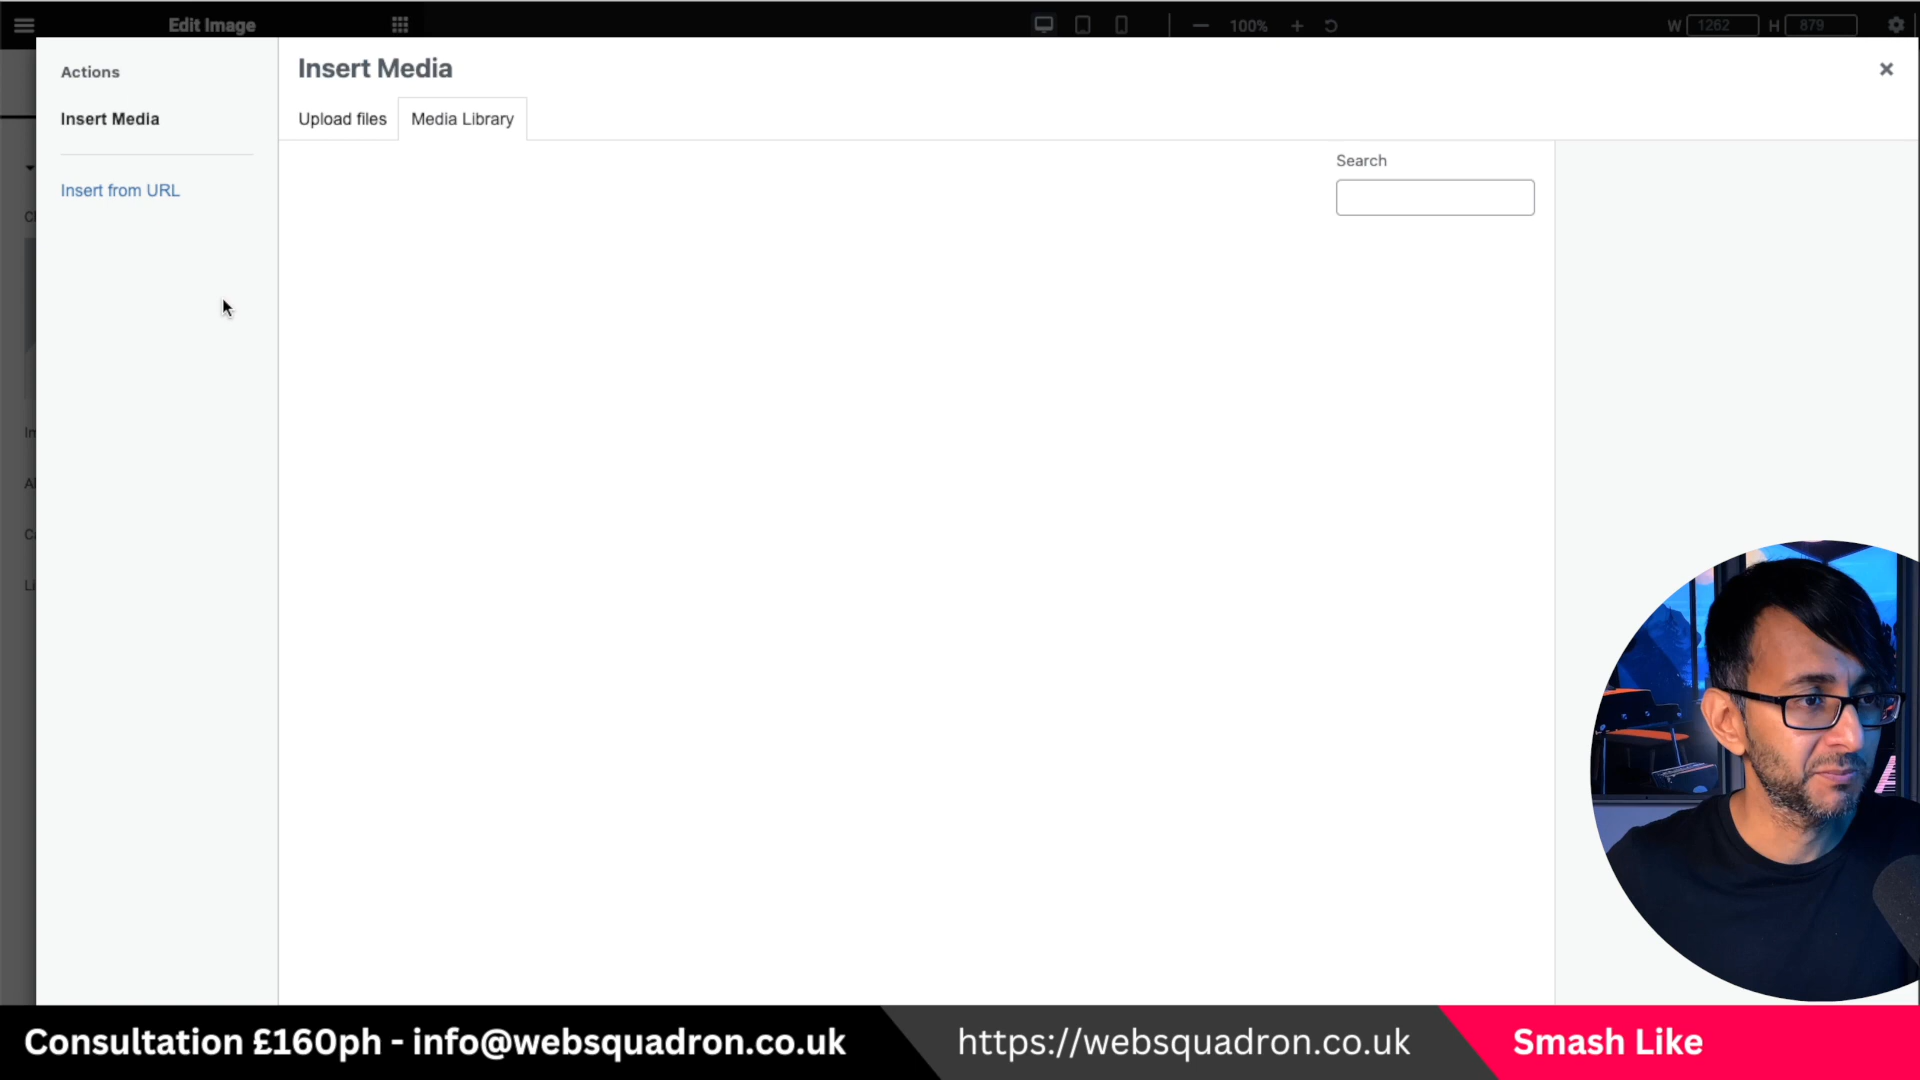 Edit Image
100%
W 1262 H 879
Actions
Insert Media
Insert from URL
Insert Media
Upload files
Media Library
Search
Consultation £160ph - info@websquadron.co.uk
https://websquadron.co.uk
Smash Like